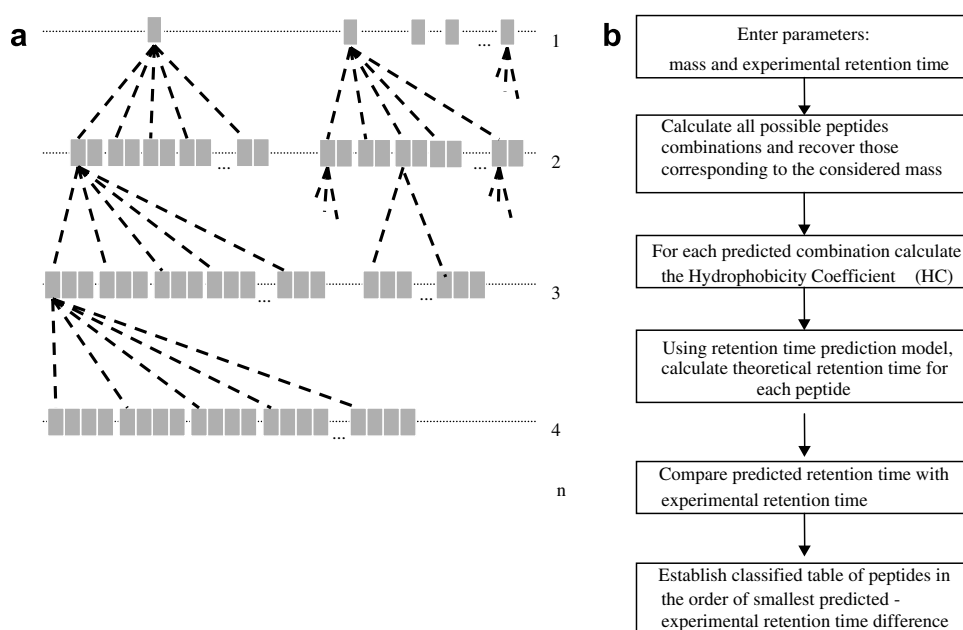 a
1
...
2
...
...
3
...
...
4
...
n
b
Enter parameters:
mass and experimental retention time
Calculate all possible peptides
combinations and recover those
corresponding to the considered mass
For each predicted combination calculate
the Hydrophobicity Coefficient (HC)
Using retention time prediction model,
calculate theoretical retention time for
each peptide
Compare predicted retention time with
experimental retention time
Establish classified table of peptides in
the order of smallest predicted -
experimental retention time difference